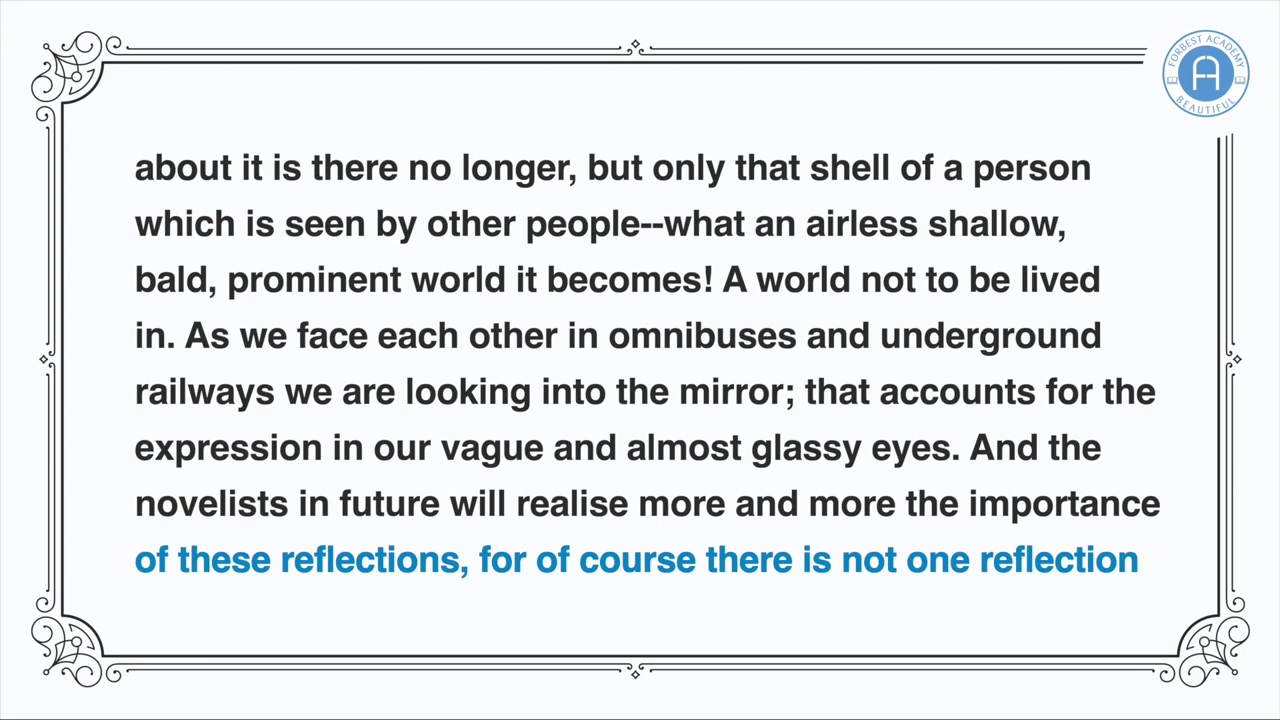 FORBEST ACADEMY
A
BEAUTIFUL
about it is there no longer, but only that shell of a person
which is seen by other people--what an airless shallow,
bald, prominent world it becomes! A world not to be lived
in. As we face each other in omnibuses and underground
railways we are looking into the mirror; that accounts for the
expression in our vague and almost glassy eyes. And the
novelists in future will realise more and more the importance
of these reflections, for of course there is not one reflection